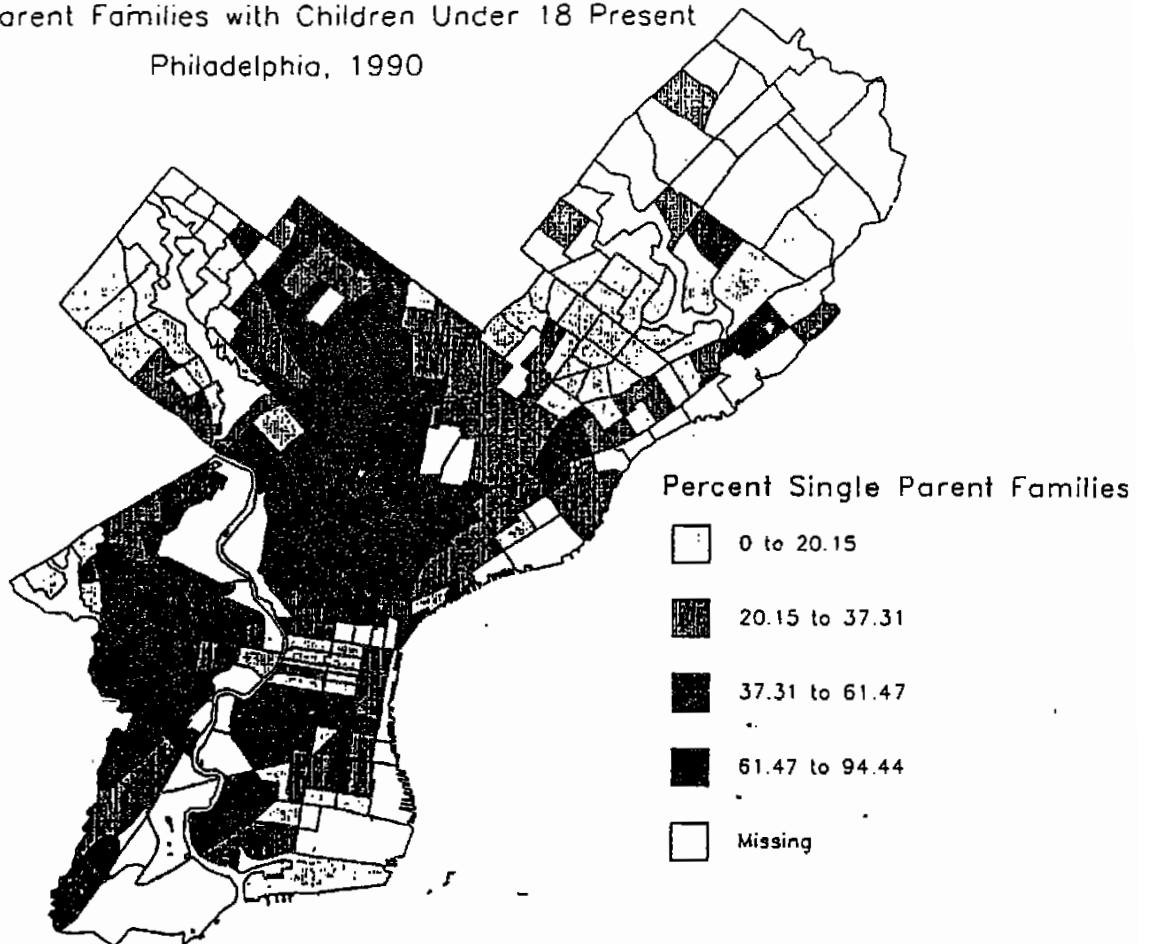 arent Families with Children Under 18 Present
Philadelphia, 1990
Percent Single Parent Families
0 to 20.15
20.15 to 37.31
37.31 to 61.47
61.47 to 94.44
Missing